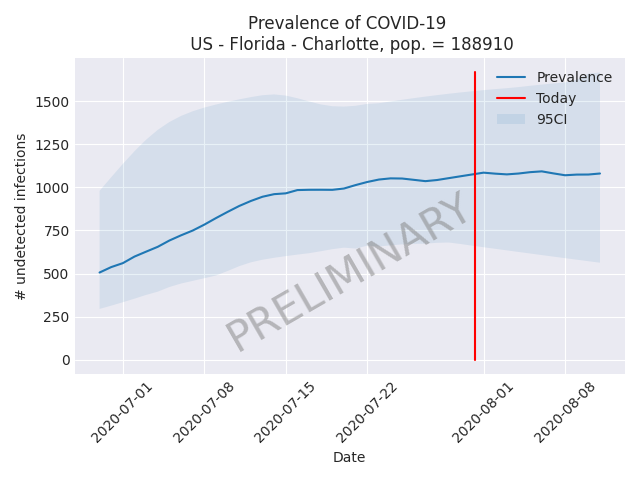 Prevalence of COVID-19
US - Florida - Charlotte, pop. = 188910
Prevalence
Today
95CI
1500
1250
1000
750
500
250
0
# undetected infections
PRELIMINARY
2020-07-01
2020-07-08
2020-07-15
2020-07-22
2020-08-01
2020-08-08
Date